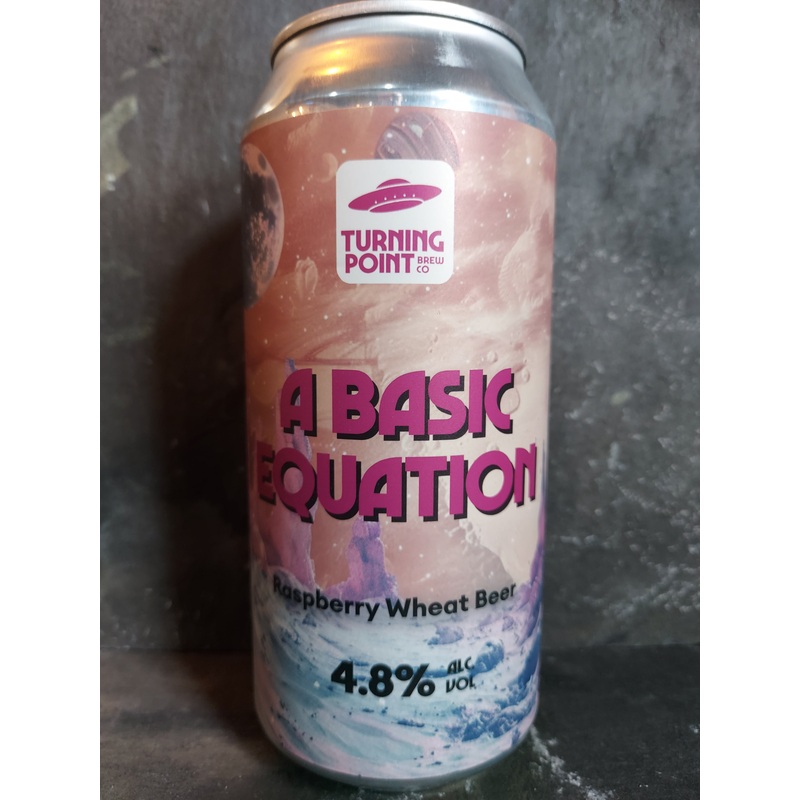 TURNING
POINT BREW CO
A BASIC
EQUATION
Raspberry Wheat Beer
4.8% ALC. VOL.